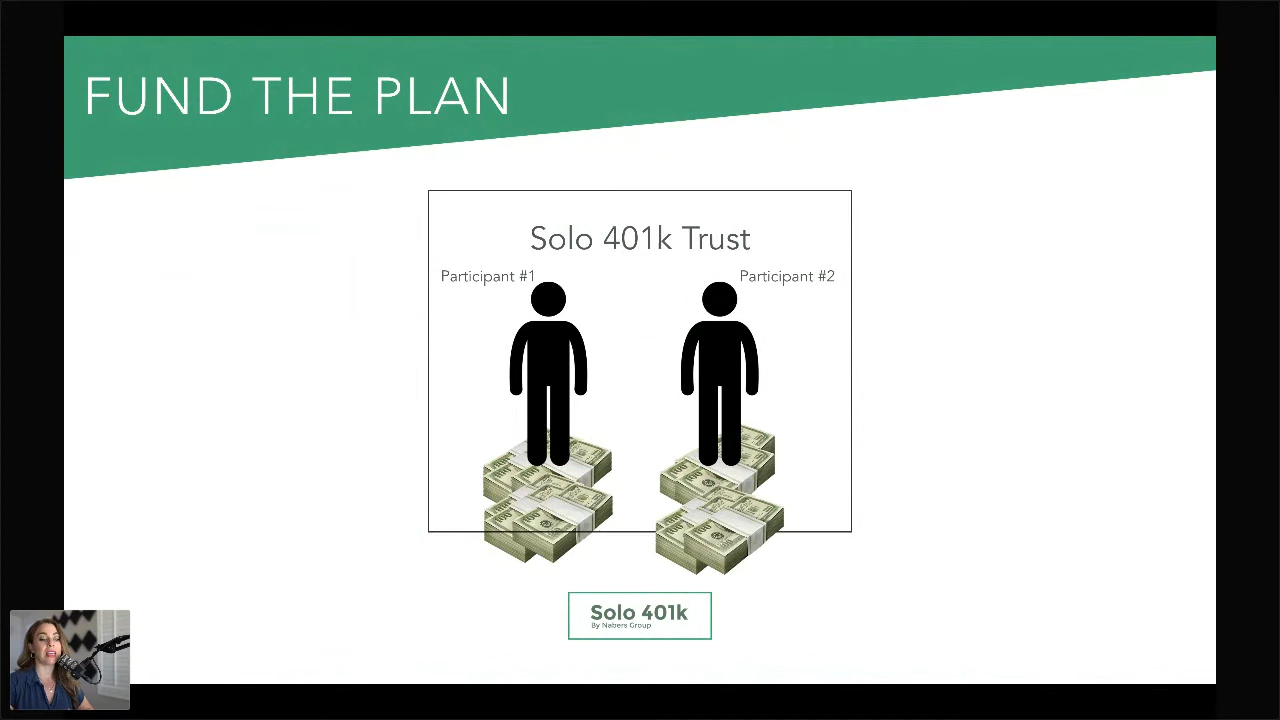 FUND THE PLAN
Solo 401k Trust
Participant #1
Participant #2
Solo 401k
By Nabers Group